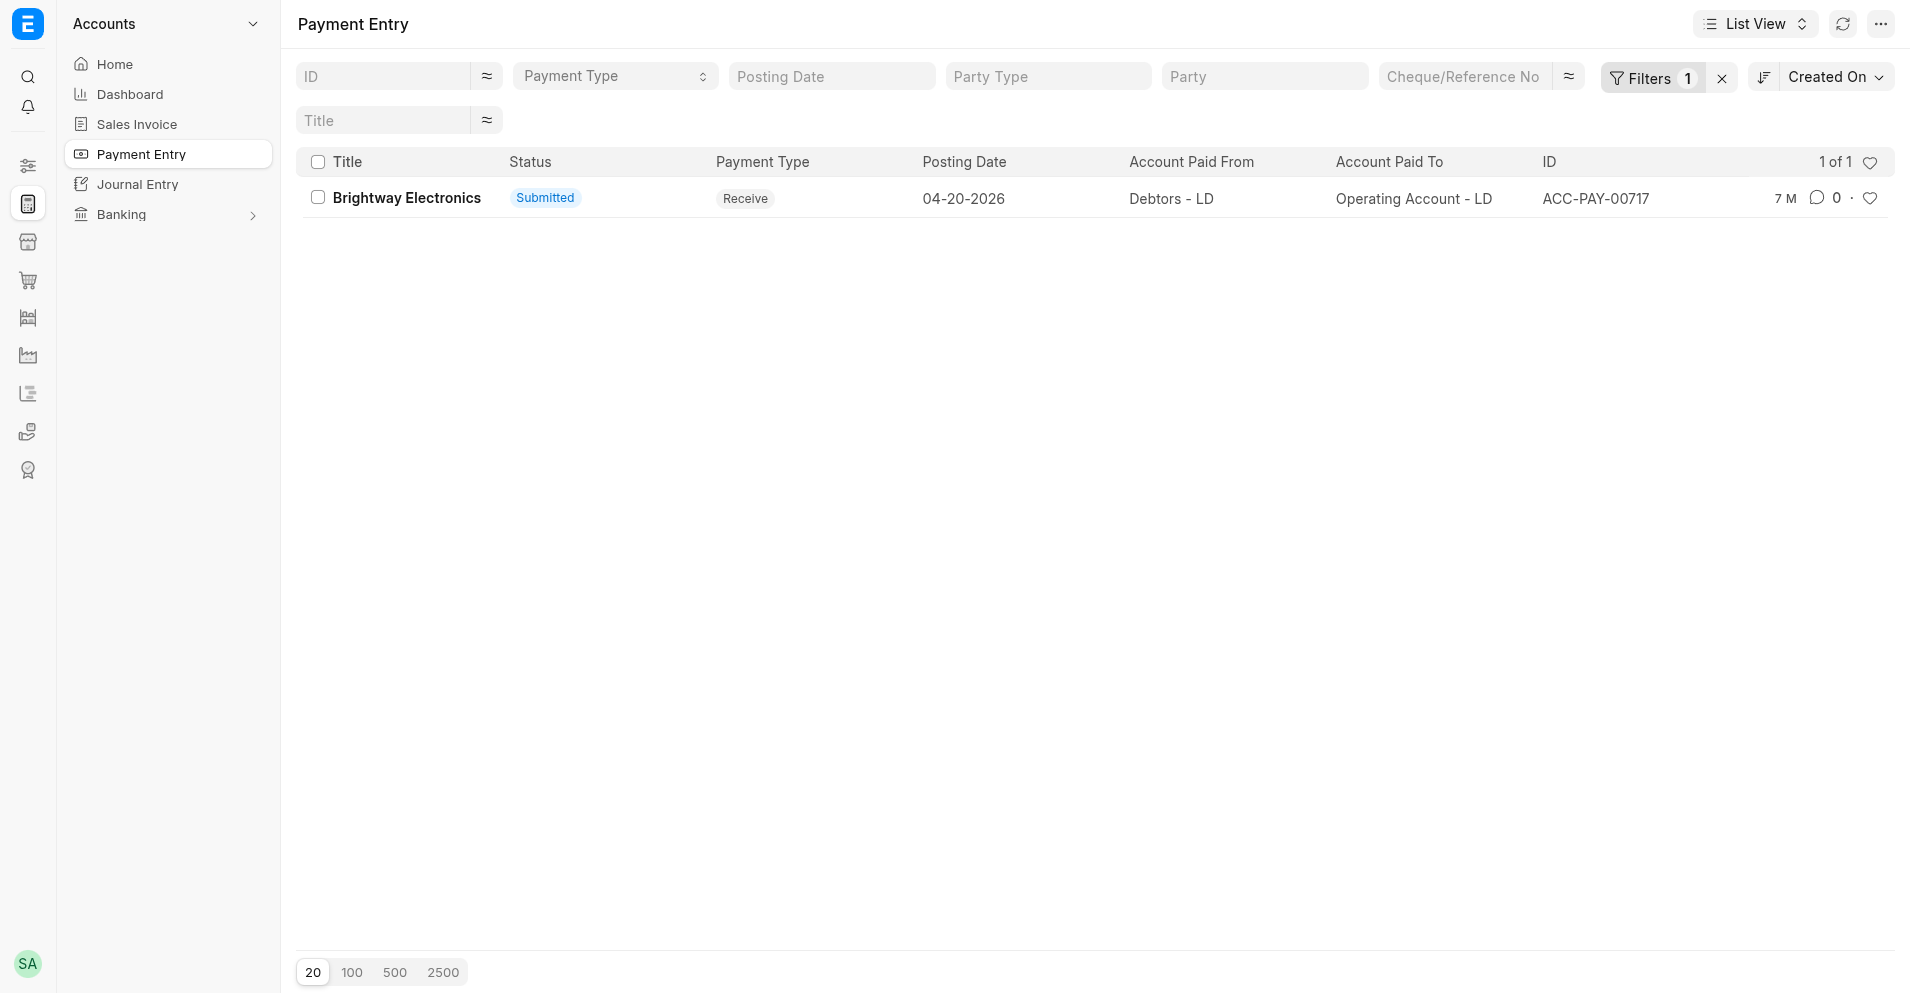 Accounts
Payment Entry
List View
Home
Dashboard
Sales Invoice
Payment Entry
Journal Entry
Banking
ID ≈ Payment Type Posting Date Party Type Party Cheque/Reference No ≈ Filters 1 Created On
Title ≈
Title Status Payment Type Posting Date Account Paid From Account Paid To ID 1 of 1
Brightway Electronics Submitted Receive 04-20-2026 Debtors - LD Operating Account - LD ACC-PAY-00717 7 M 0 ·
SA
20 100 500 2500